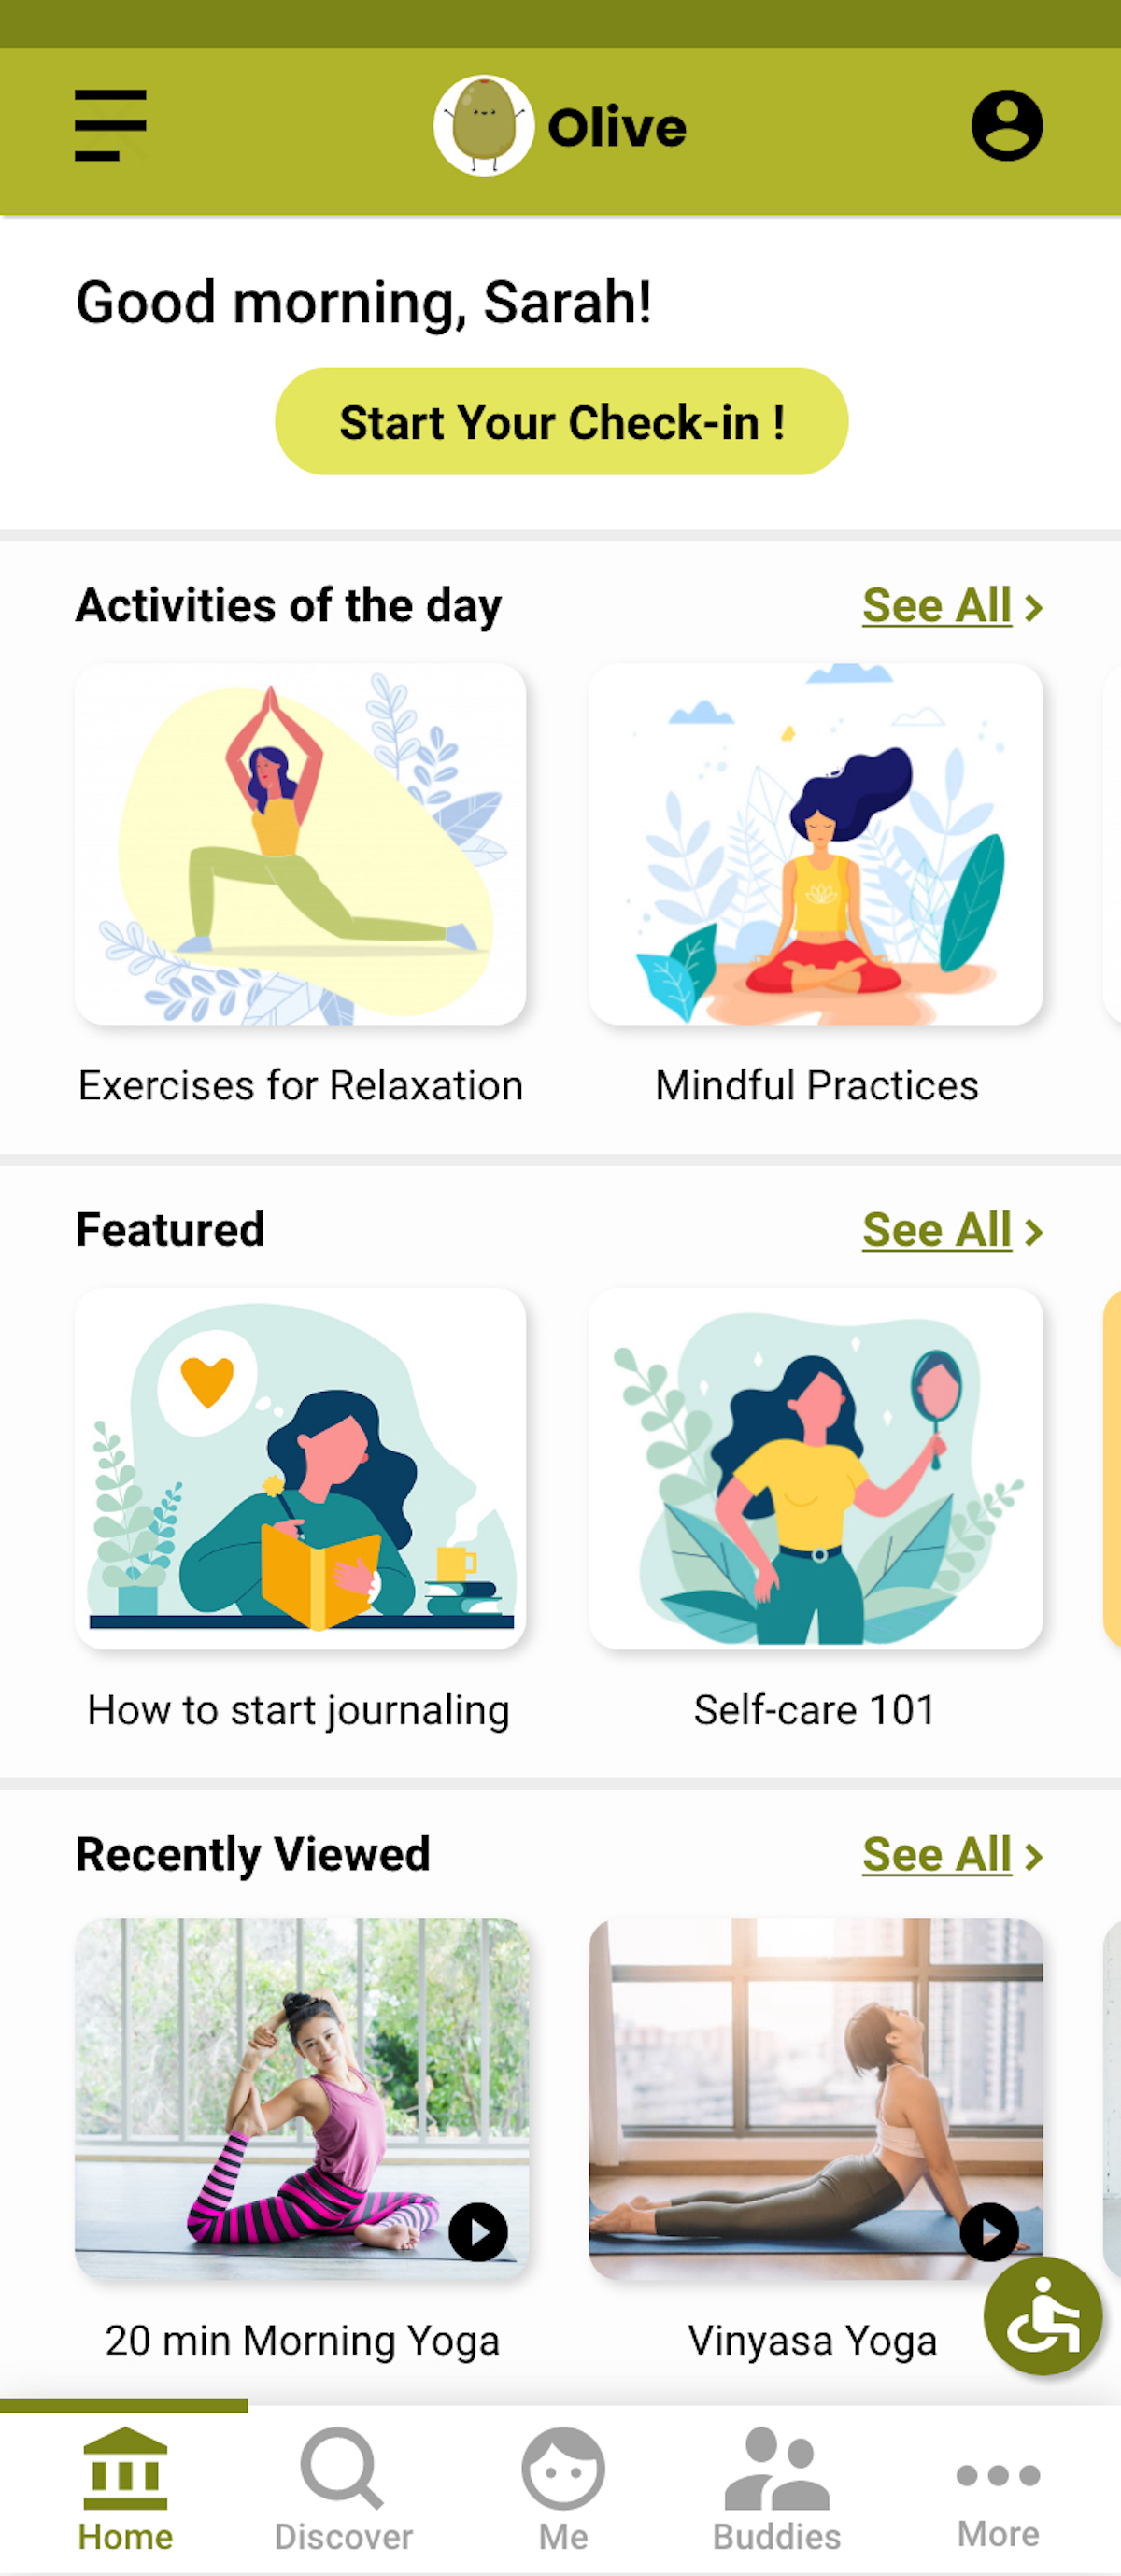 Olive
Good morning, Sarah!
Start Your Check-in !
Activities of the day
See All
Exercises for Relaxation
Mindful Practices
Featured
See All
How to start journaling
Self-care 101
Recently Viewed
See All
20 min Morning Yoga
Vinyasa Yoga
Home
Discover
Me
Buddies
More